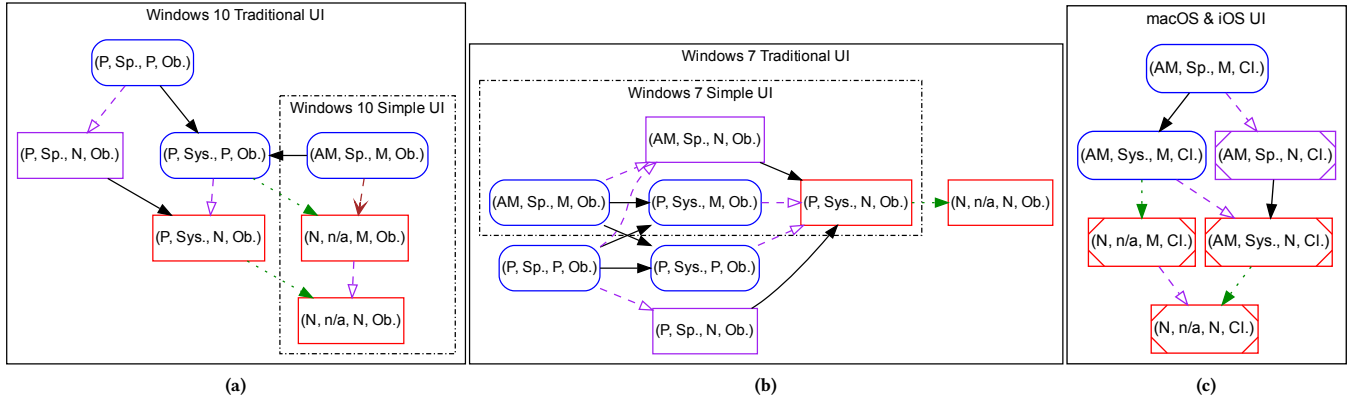 Windows 10 Traditional UI
(P, Sp., P, Ob.)
Windows 10 Simple UI
(P, Sp., N, Ob.)
(P, Sys., P, Ob.)
(AM, Sp., M, Ob.)
(P, Sys., N, Ob.)
(N, n/a, M, Ob.)
(N, n/a, N, Ob.)
(a)
Windows 7 Traditional UI
Windows 7 Simple UI
(AM, Sp., N, Ob.)
(AM, Sp., M, Ob.)
(P, Sys., M, Ob.)
(P, Sys., N, Ob.)
(N, n/a, N, Ob.)
(P, Sp., P, Ob.)
(P, Sys., P, Ob.)
(P, Sp., N, Ob.)
(b)
macOS & iOS UI
(AM, Sp., M, Cl.)
(AM, Sys., M, Cl.)
(AM, Sp., N, Cl.)
(N, n/a, M, Cl.)
(AM, Sys., N, Cl.)
(N, n/a, N, Cl.)
(c)